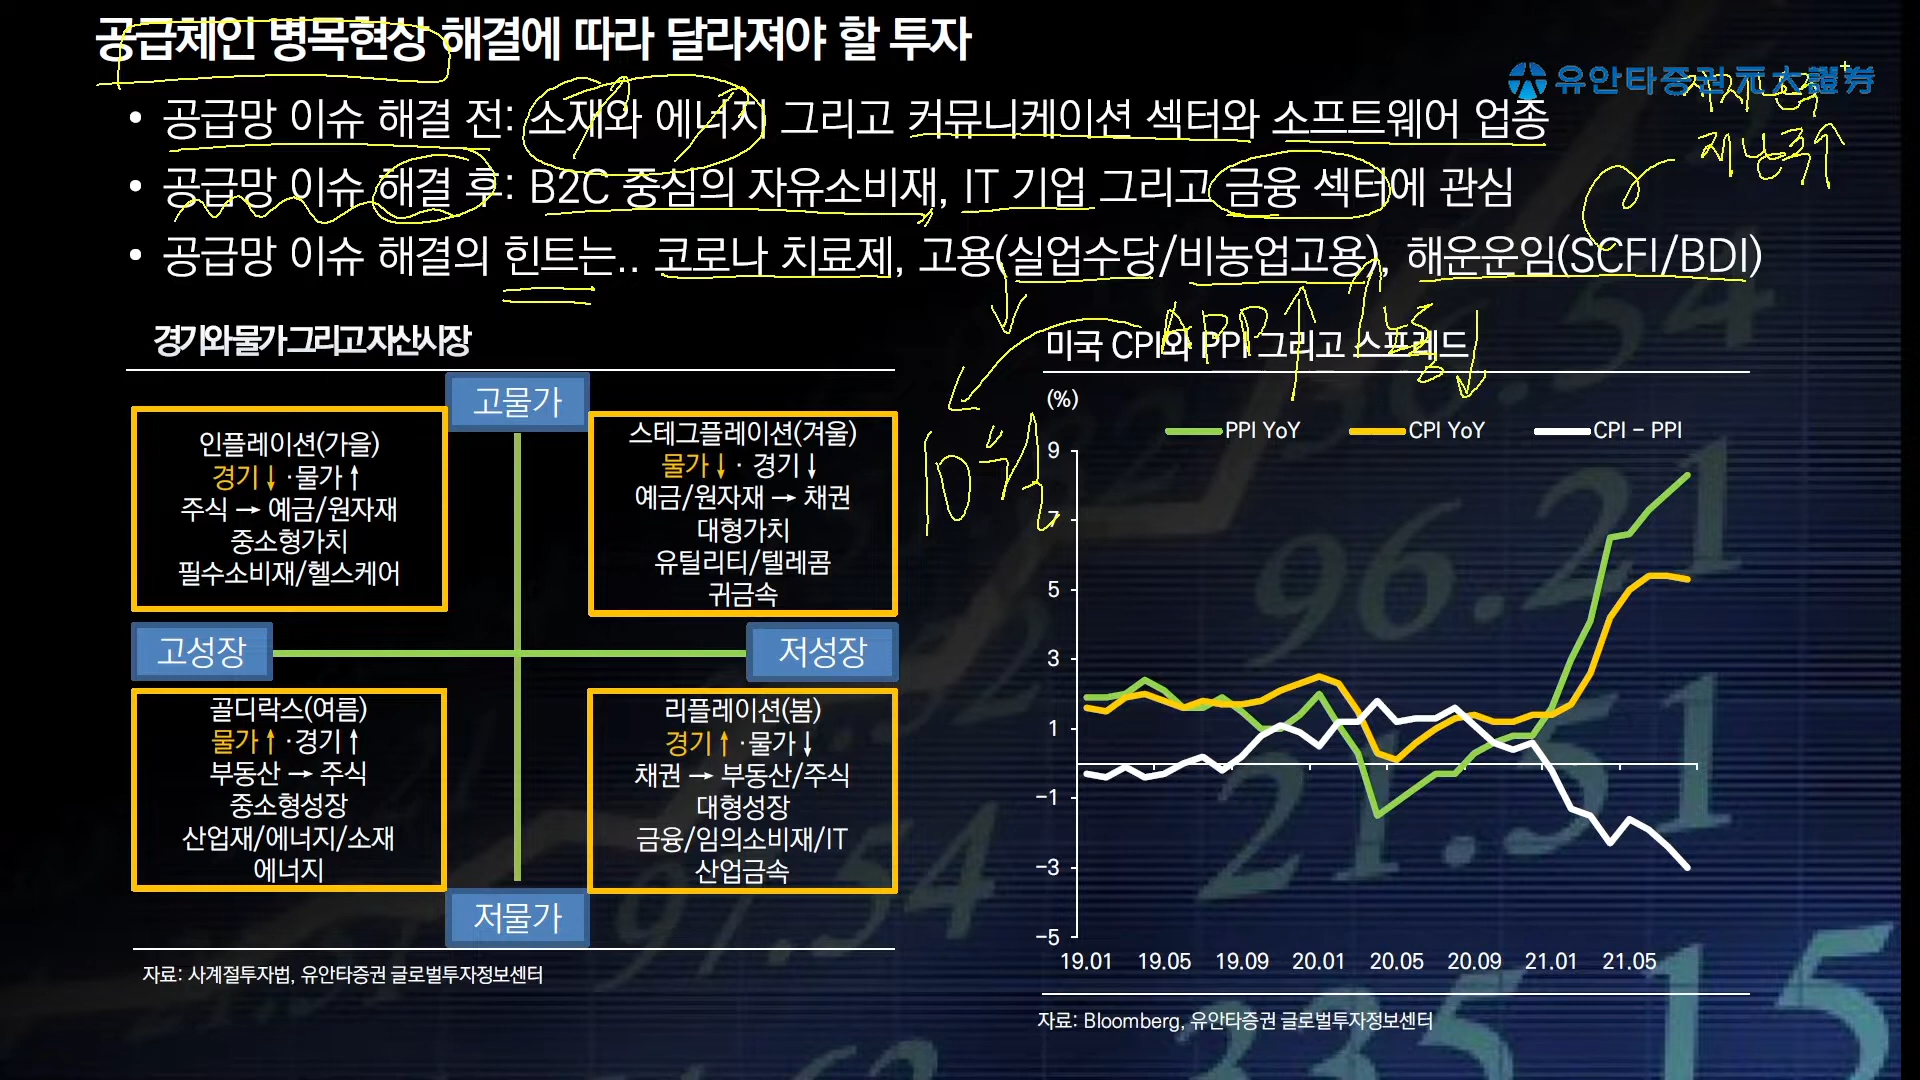 공급체인 병목현상 해결에 따라 달라져야 할 투자
유안타증권 元大證券
• 공급망 이슈 해결 전: 소재와 에너지 그리고 커뮤니케이션 섹터와 소프트웨어 업종
• 공급망 이슈 해결 후: B2C 중심의 자유소비재, IT 기업 그리고 금융 섹터에 관심
• 공급망 이슈 해결의 힌트는.. 코로나 치료제, 고용(실업수당/비농업고용), 해운운임(SCFI/BDI)
경기와 물가 그리고 자산시장
고물가
인플레이션(가을)
경기↓·물가↑
주식 → 예금/원자재
중소형가치
필수소비재/헬스케어
스테그플레이션(겨울)
물가↓· 경기↓
예금/원자재 → 채권
대형가치
유틸리티/텔레콤
귀금속
고성장
저성장
골디락스(여름)
물가↑·경기↑
부동산 → 주식
중소형성장
산업재/에너지/소재
에너지
리플레이션(봄)
경기↑·물가↓
채권 → 부동산/주식
대형성장
금융/임의소비재/IT
산업금속
저물가
자료: 사계절투자법, 유안타증권 글로벌투자정보센터
미국 CPI와 PPI 그리고 스프레드
(%)
PPI YoY CPI YoY CPI - PPI
9
7
5
3
1
-1
-3
-5
19.01 19.05 19.09 20.01 20.05 20.09 21.01 21.05
자료: Bloomberg, 유안타증권 글로벌투자정보센터
96.21
21.51
97.54